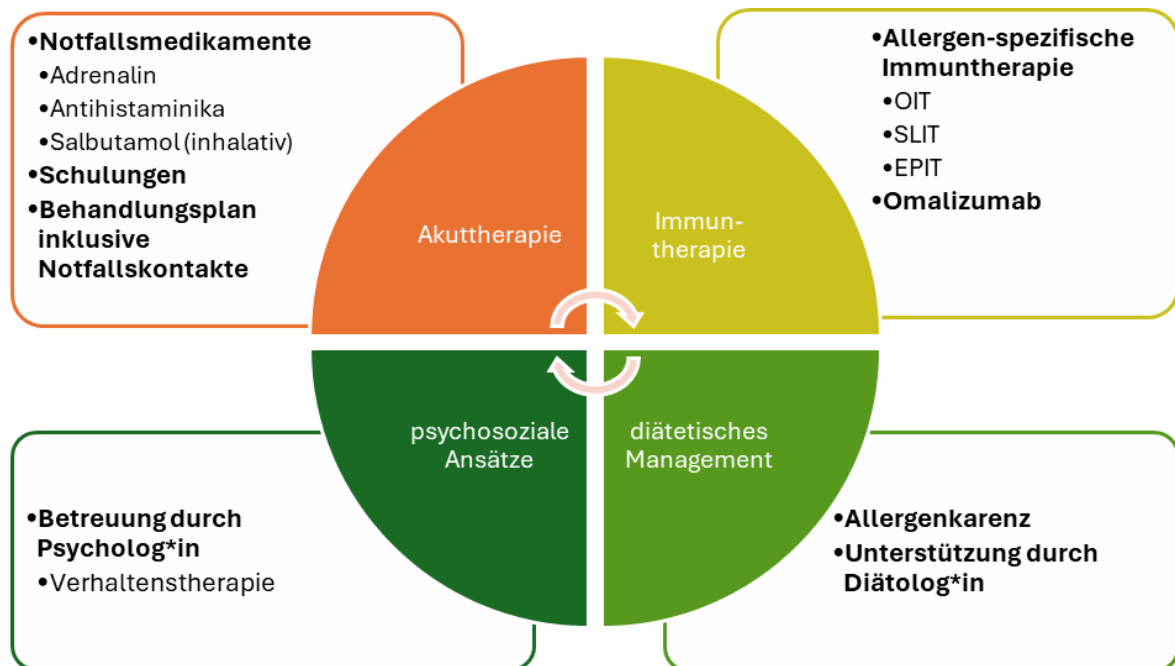 •Notfallsmedikamente
•Adrenalin
•Antihistaminika
•Salbutamol (inhalativ)
•Schulungen
•Behandlungsplan
inklusive
Notfallskontakte
•Allergen-spezifische
Immuntherapie
•OIT
•SLIT
•EPIT
•Omalizumab
Akuttherapie
Immun-
therapie
psychosoziale
Ansätze
diätetisches
Management
•Betreuung durch
Psycholog*in
•Verhaltenstherapie
•Allergenkarenz
•Unterstützung durch
Diätolog*in